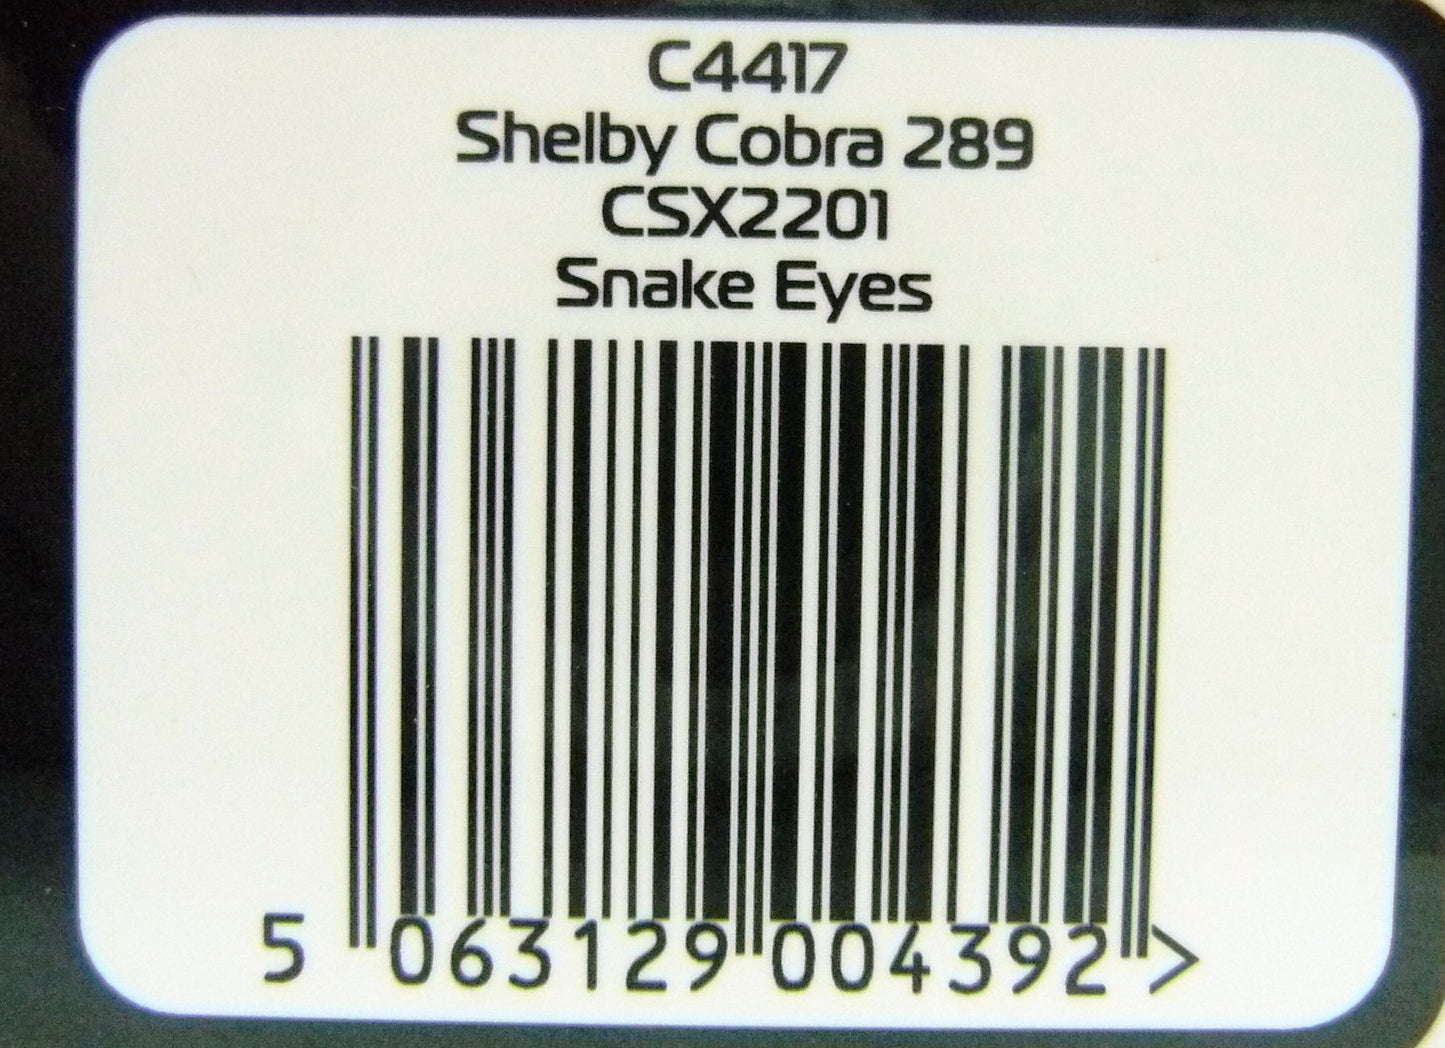 C4417
Shelby Cobra 289
CSX2201
Snake Eyes
5 063129 004392 >